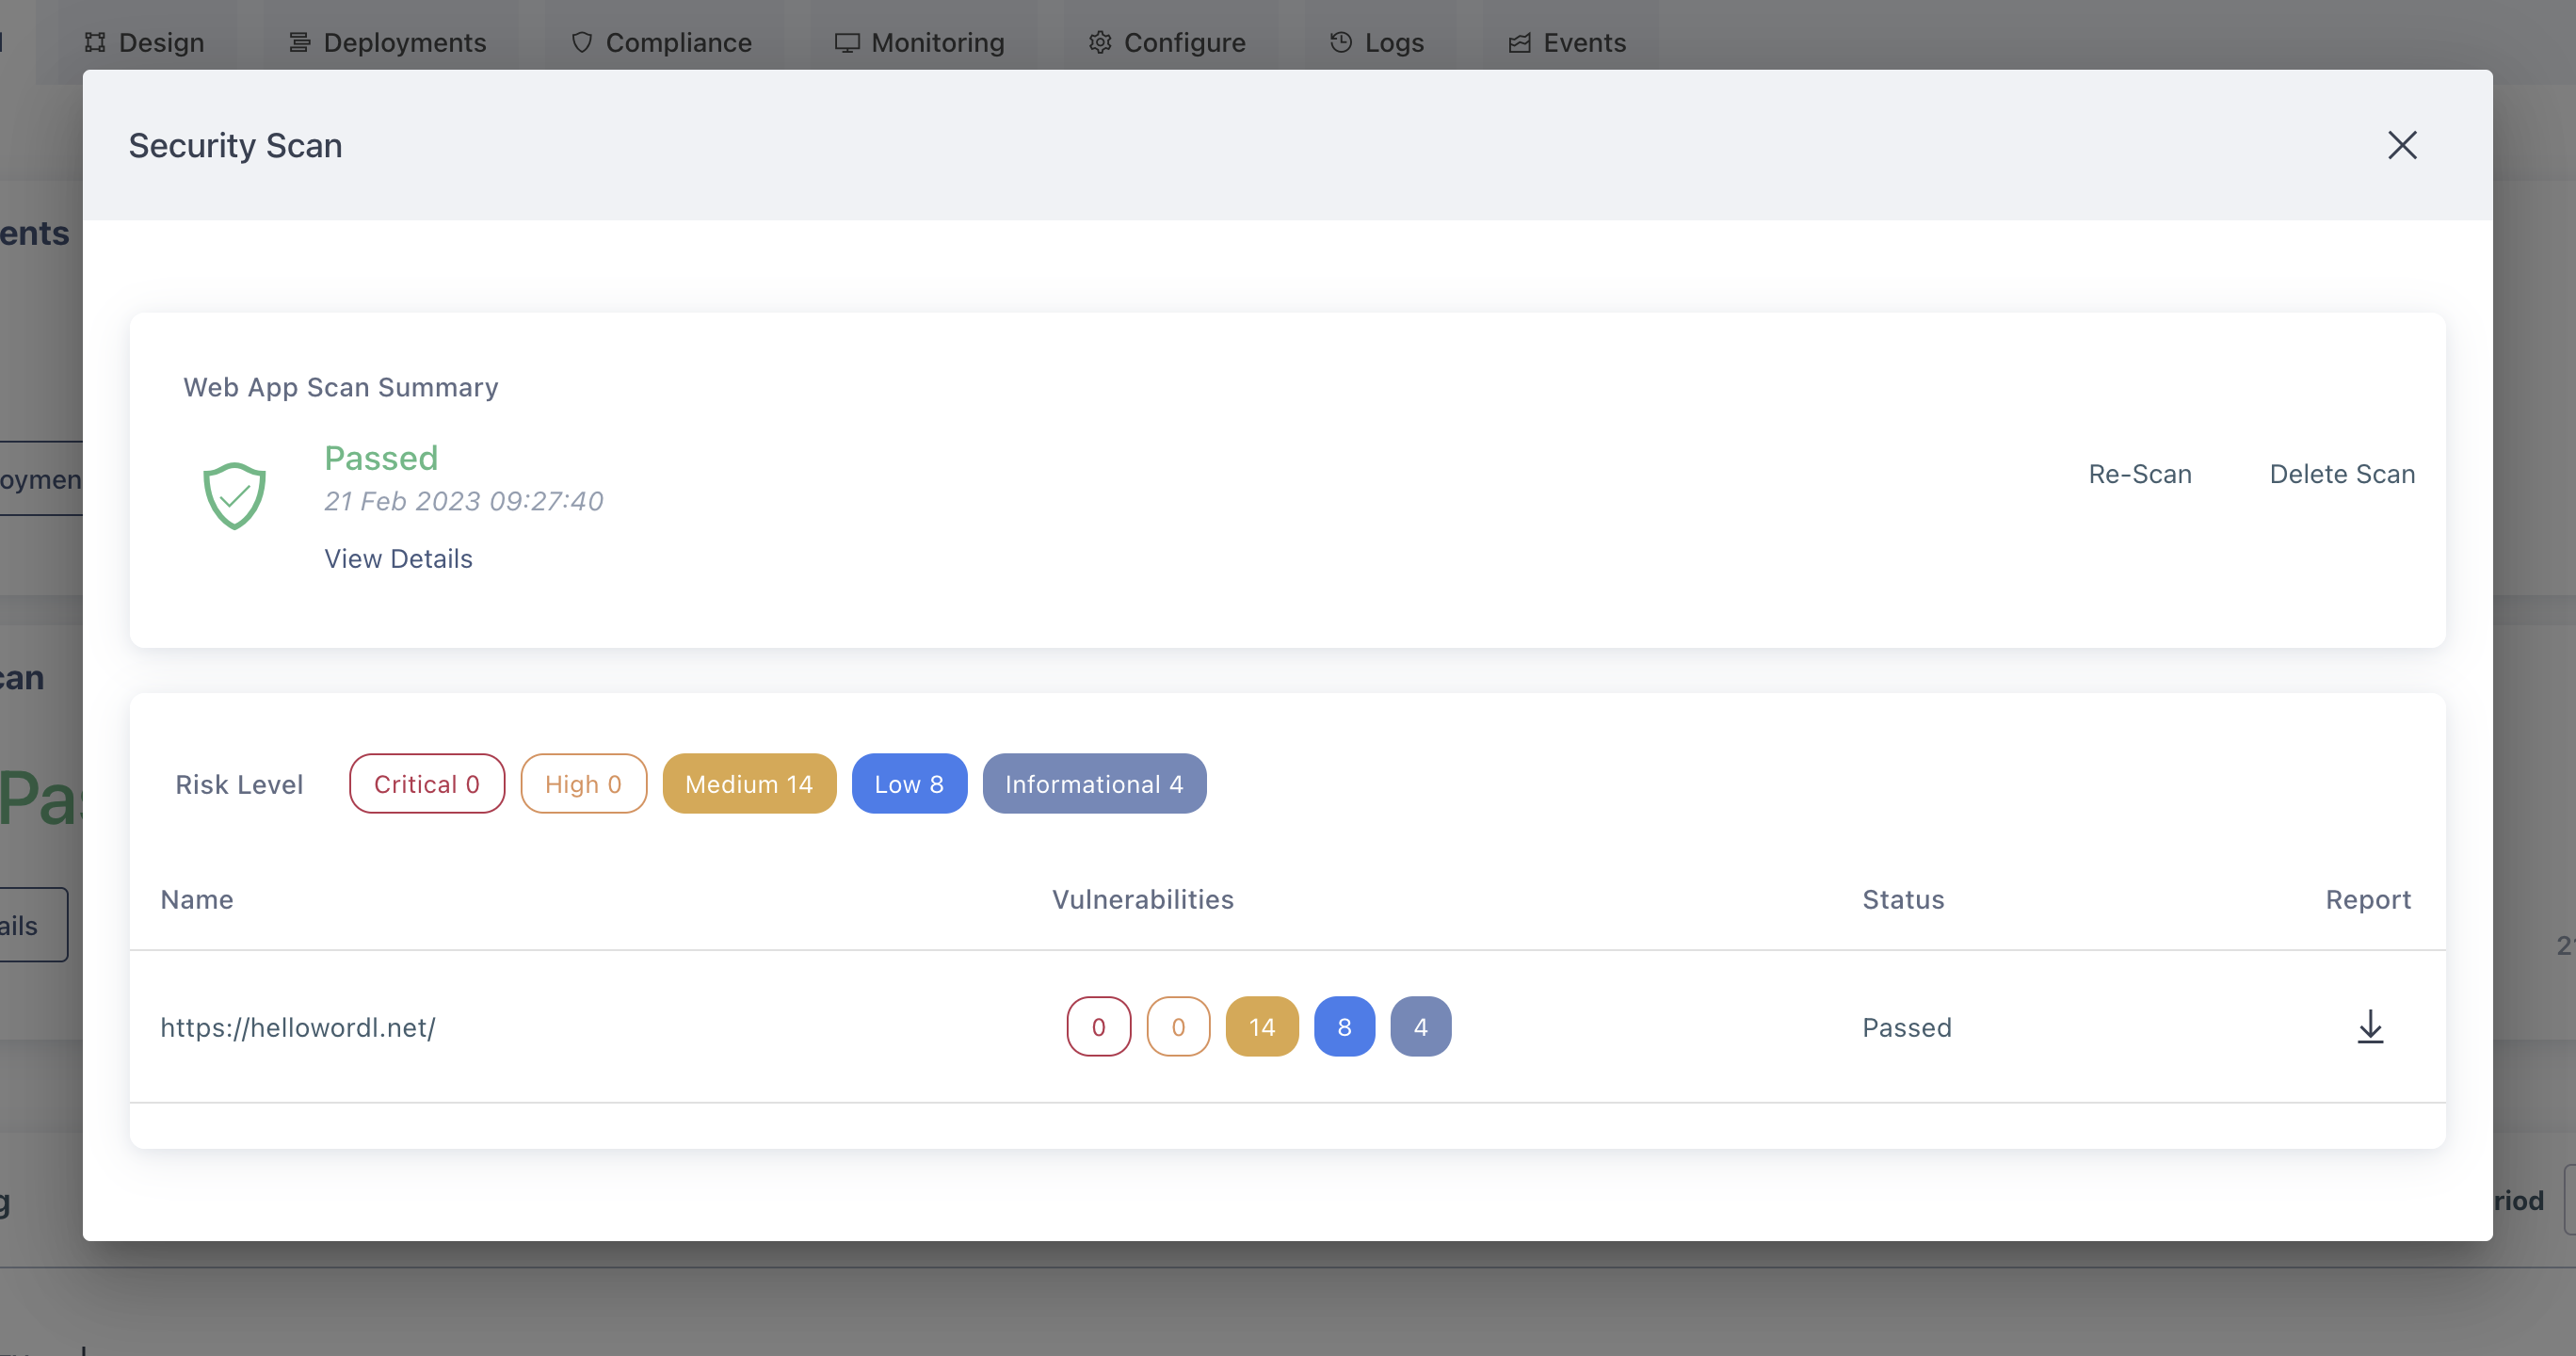 Design Deployments Compliance Monitoring Configure Logs Events
Security Scan
ents
Web App Scan Summary
Passed
21 Feb 2023 09:27:40
Re-Scan Delete Scan
oymen
View Details
can
Risk Level Critical 0 High 0 Medium 14 Low 8 Informational 4
Pas
Name Vulnerabilities Status Report
ails
https://hellowordl.net/ 0 0 14 8 4 Passed
g
riod